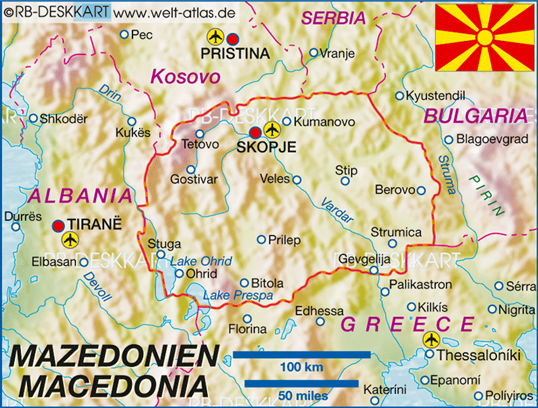 ©RB-DESKKART www.welt-atlas.de
SERBIA
Pec
PRISTINA
Vranje
Kosovo
Kyustendil
BULGARIA
Drin
RB-DESKKART
Shkodër
Kukës
Kumanovo
Tetovo
SKOPJE
Blagoevgrad
Gostivar
Veles
Stip
Berovo
Struma
PIRIN
ALBANIA
Vardar
Durrës
TIRANË
Stuga
Prilep
Strumica
Elbasan
Lake Ohrid
Gevgelija
Ohrid
Devoll
Bitola
Lake Prespa
Palikastron
Sérra
Kilkís
Nigrita
Florina
Edhessa
GREECE
MAZEDONIEN
MACEDONIA
100 km
50 miles
Thessaloníki
Epanomí
Kateríni
Políyiros